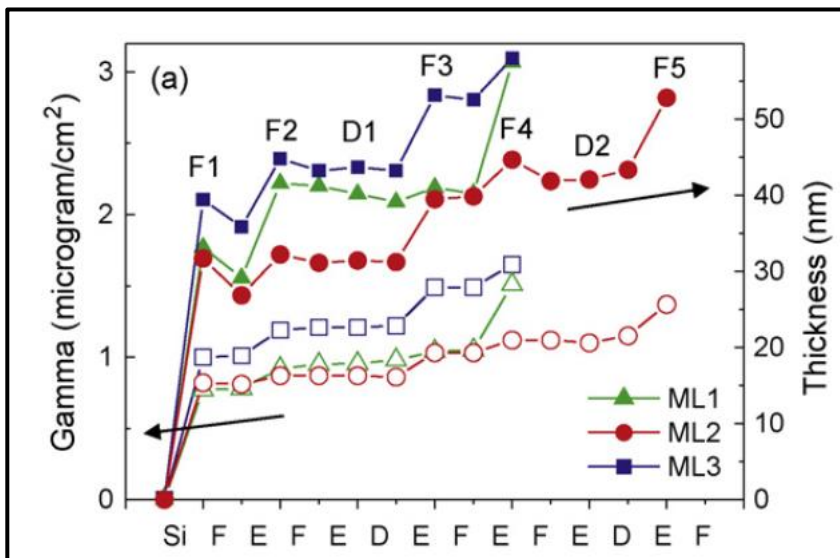 (a)
Gamma (microgram/cm²)
Thickness (nm)
3
2
1
0
50
40
30
20
10
0
F1
F2
D1
F3
F4
D2
F5
ML1
ML2
ML3
Si F E F E D E F E F E D E F